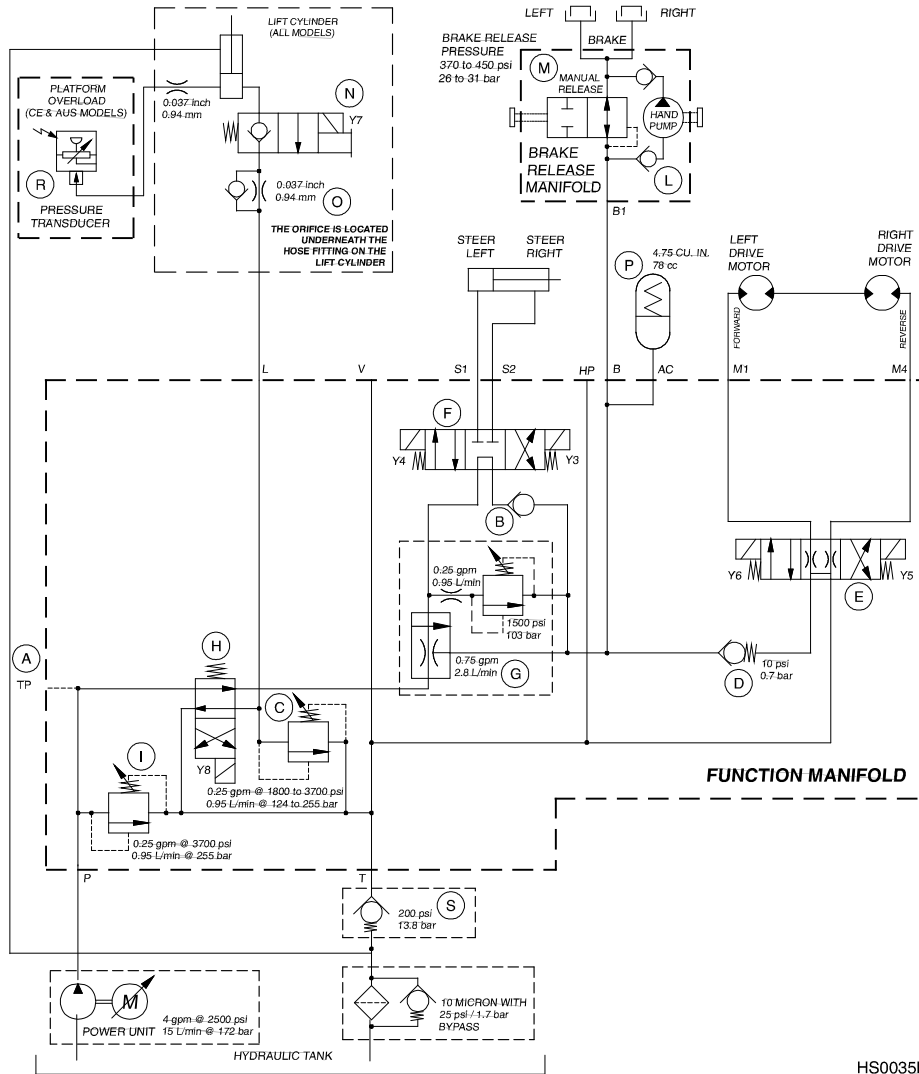 LEFT
RIGHT
LIFT CYLINDER
(ALL MODELS)
BRAKE RELEASE
PRESSURE
370 to 450 psi
26 to 31 bar
BRAKE
M
MANUAL
RELEASE
HAND
PUMP
BRAKE
RELEASE
MANIFOLD
L
B1
PLATFORM
OVERLOAD
(CE & AUS MODELS)
R
PRESSURE
TRANSDUCER
0.037 inch
0.94 mm
N
Y7
0.037 inch
0.94 mm
O
THE ORIFICE IS LOCATED
UNDERNEATH THE
HOSE FITTING ON THE
LIFT CYLINDER
STEER
LEFT
STEER
RIGHT
P
4.75 CU. IN.
78 cc
LEFT
DRIVE
MOTOR
RIGHT
DRIVE
MOTOR
FORWARD
REVERSE
L
V
S1
S2
HP
B
AC
M1
M4
F
Y4
Y3
B
0.25 gpm
0.95 L/min
1500 psi
103 bar
0.75 gpm
2.8 L/min
G
Y6
Y5
E
D
10 psi
0.7 bar
A
TP
H
C
Y8
0.25 gpm @ 1800 to 3700 psi
0.95 L/min @ 124 to 255 bar
I
0.25 gpm @ 3700 psi
0.95 L/min @ 255 bar
FUNCTION MANIFOLD
P
T
S
200 psi
13.8 bar
M
POWER UNIT
4 gpm @ 2500 psi
15 L/min @ 172 bar
10 MICRON WITH
25 psi / 1.7 bar
BYPASS
HYDRAULIC TANK